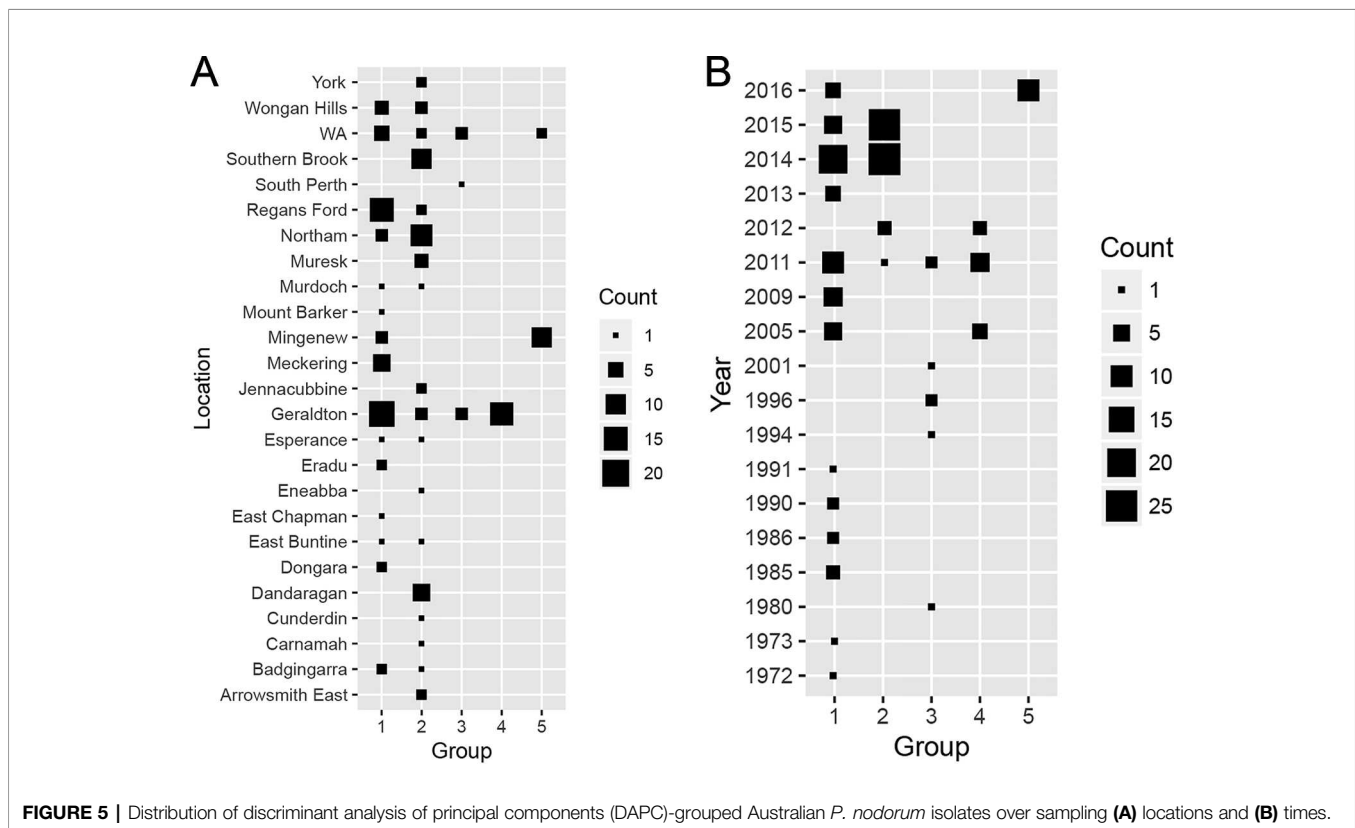 A
York
Wongan Hills
WA
Southern Brook
South Perth
Regans Ford
Northam
Muresk
Murdoch
Mount Barker
Mingenew
Meckering
Jennacubbine
Geraldton
Esperance
Eradu
Eneabba
East Chapman
East Buntine
Dongara
Dandaragan
Cunderdin
Carnamah
Badgingarra
Arrowsmith East
Location
1 2 3 4 5
Group
Count
1
5
10
15
20
B
2016
2015
2014
2013
2012
2011
2009
2005
2001
1996
1994
1991
1990
1986
1985
1980
1973
1972
Year
1 2 3 4 5
Group
Count
1
5
10
15
20
25
FIGURE 5 | Distribution of discriminant analysis of principal components (DAPC)-grouped Australian P. nodorum isolates over sampling (A) locations and (B) times.